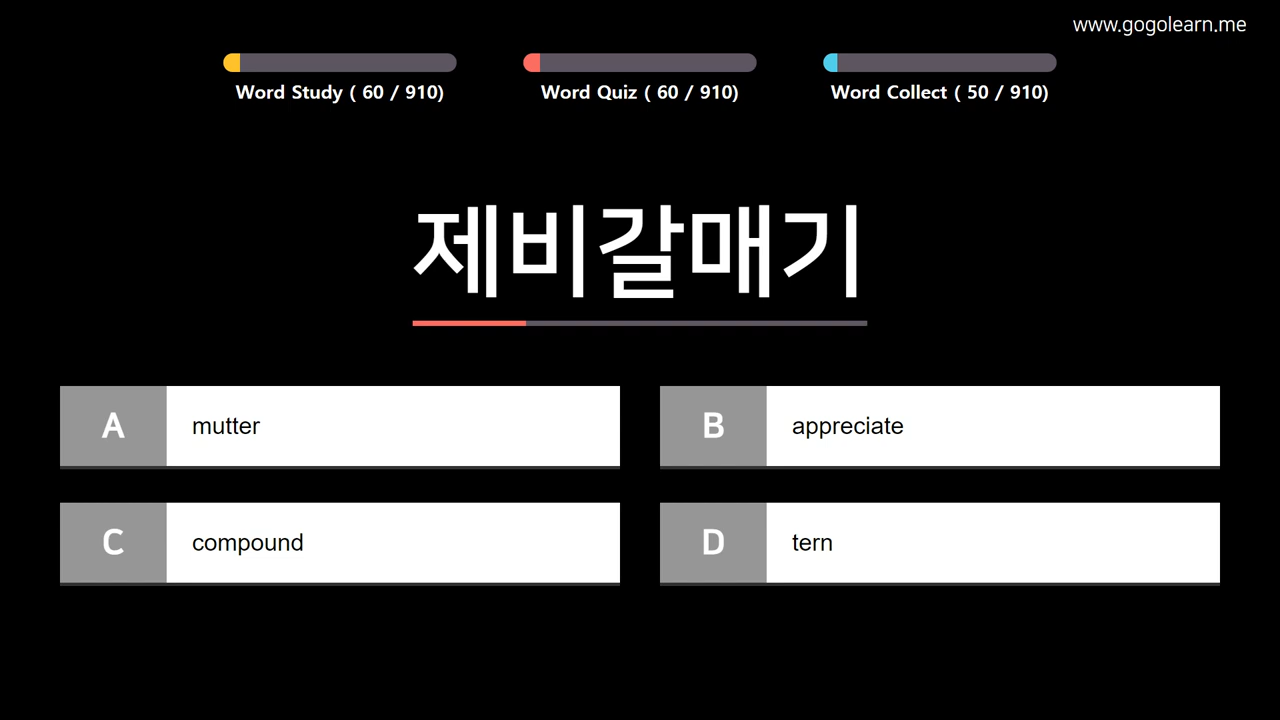 www.gogolearn.me
Word Study ( 60 / 910)
Word Quiz ( 60 / 910)
Word Collect ( 50 / 910)
제비갈매기
A mutter
B appreciate
C compound
D tern